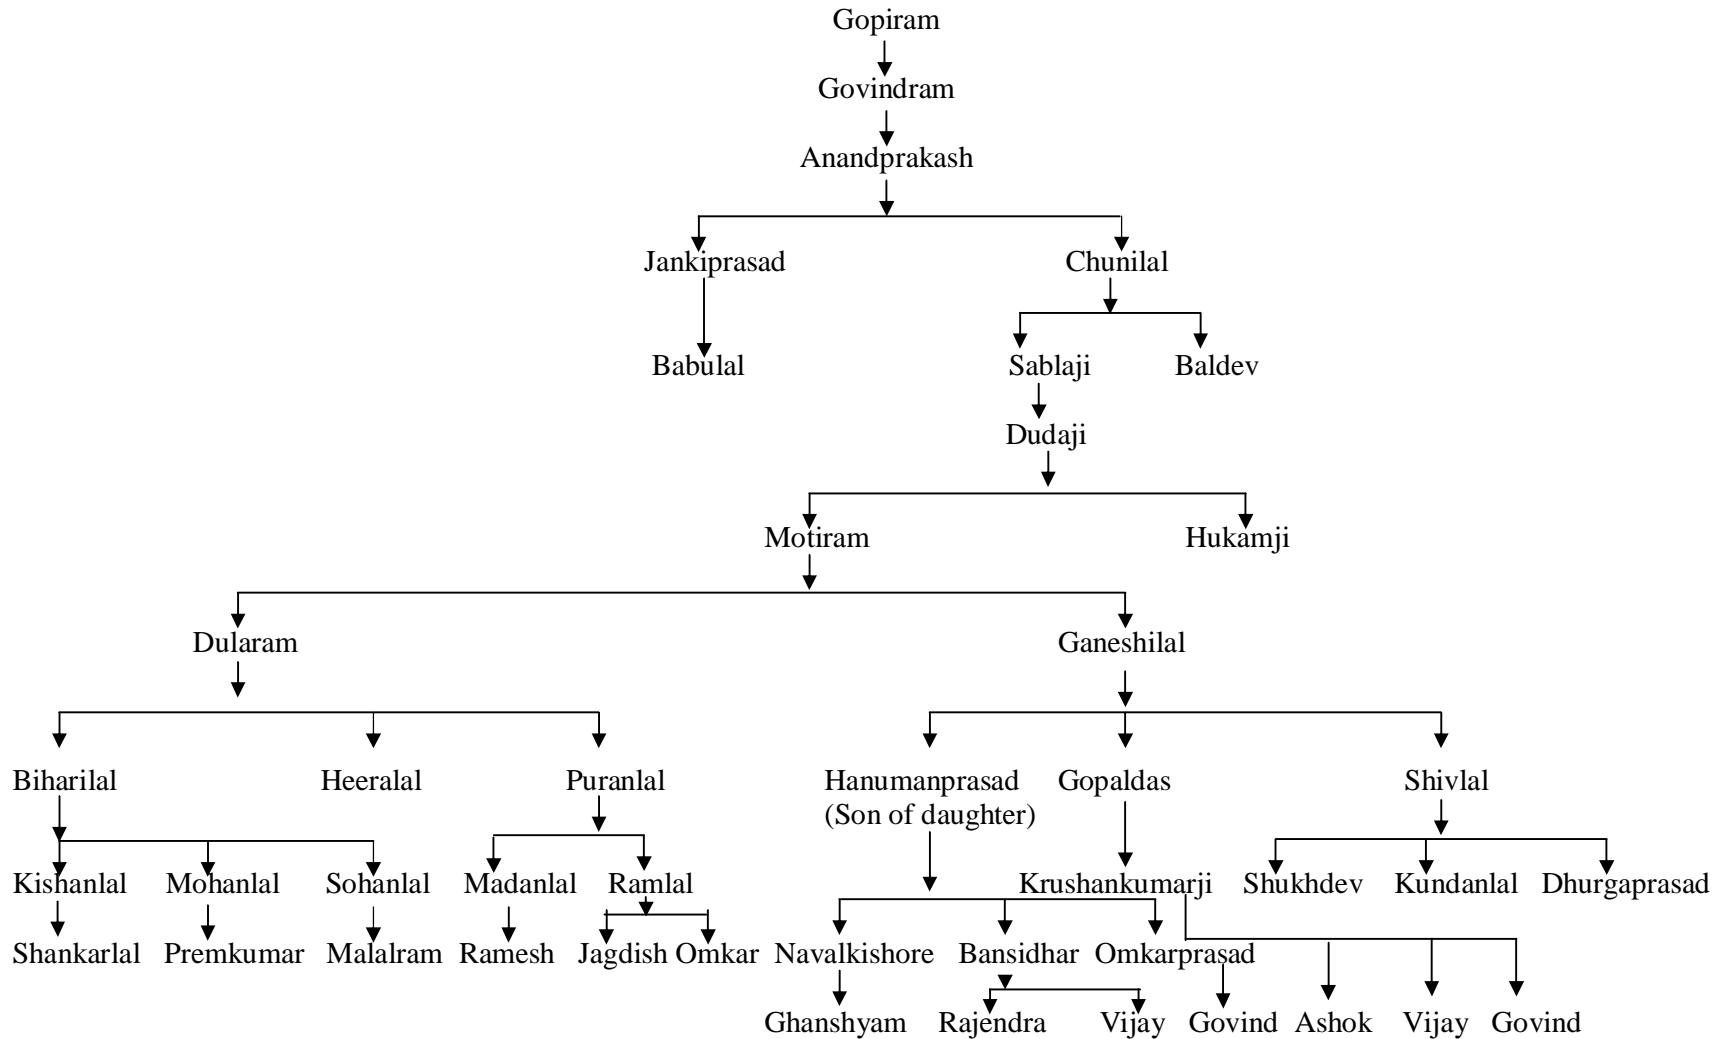 Gopiram
Govindram
Anandprakash
Jankiprasad Chunilal
Babulal Sablaji Baldev
Dudaji
Motiram Hukamji
Dularam Ganeshilal
Biharilal Heeralal Puranlal Hanumanprasad Gopaldas Shivlal
(Son of daughter)
Kishanlal Mohanlal Sohanlal Madanlal Ramlal Krushankumarji Shukhdev Kundanlal Dhurgaprasad
Shankarlal Premkumar Malalram Ramesh Jagdish Omkar Navalkishore Bansidhar Omkarprasad
Ghanshyam Rajendra Vijay Govind Ashok Vijay Govind